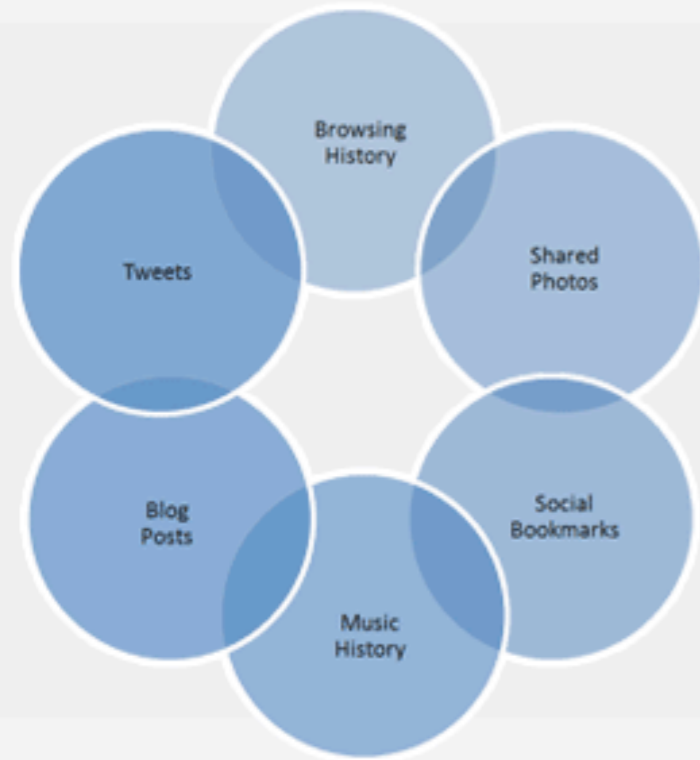 Browsing
History
Shared
Photos
Social
Bookmarks
Music
History
Blog
Posts
Tweets